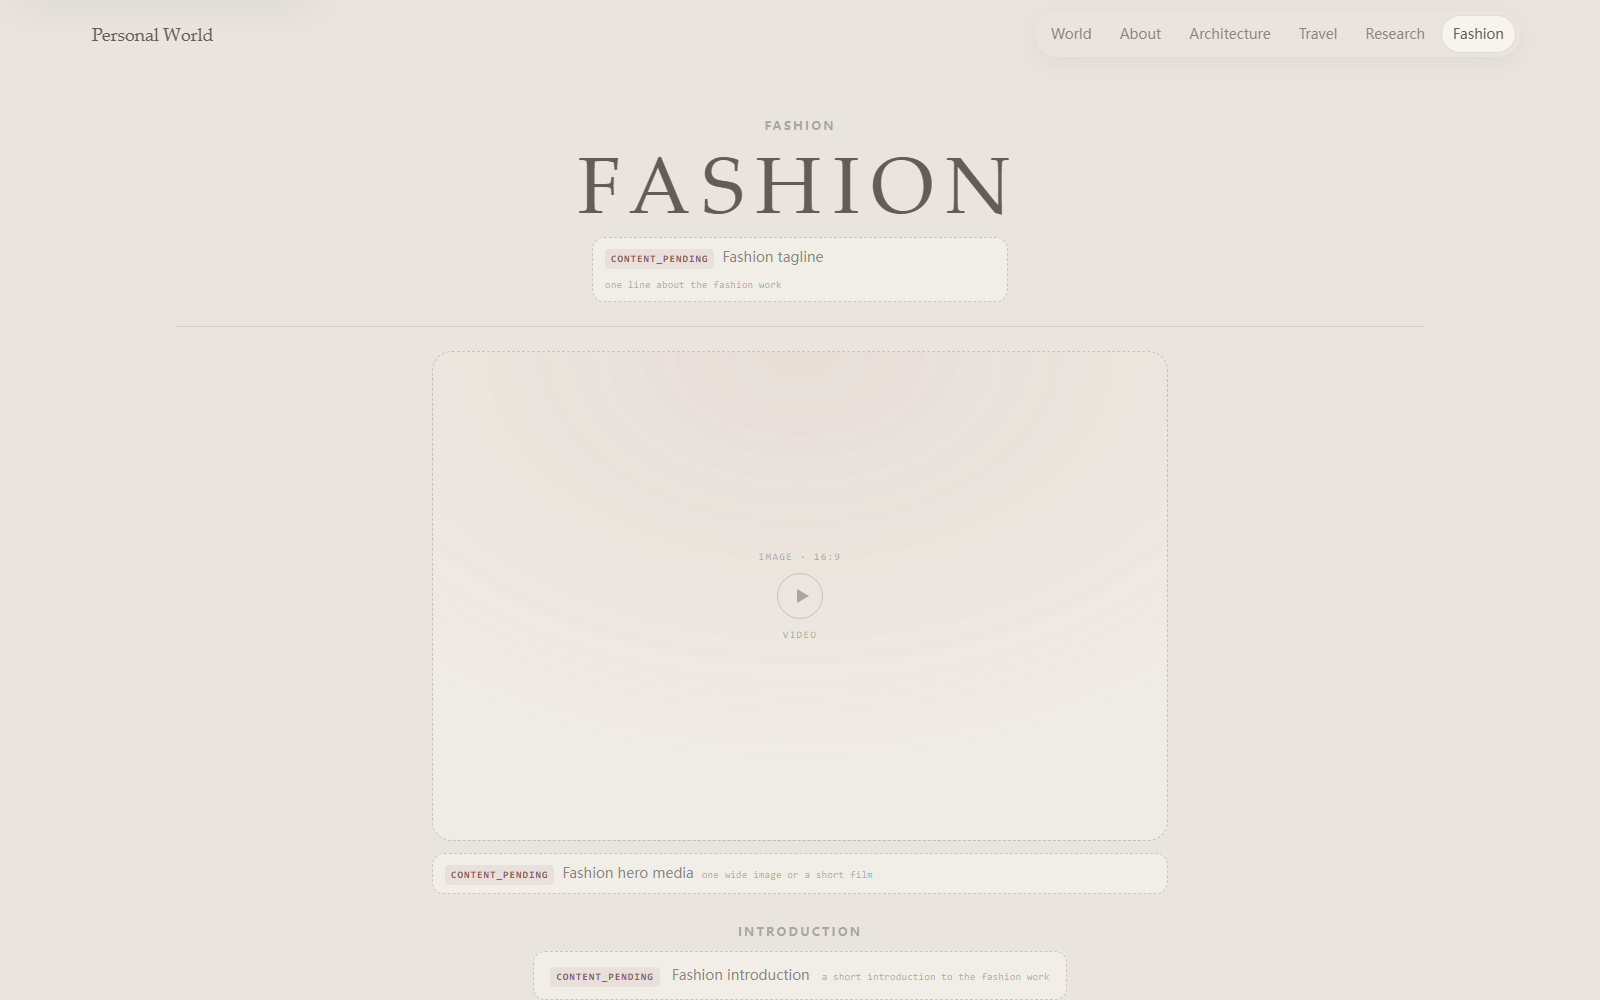 Personal World
World About Architecture Travel Research Fashion
FASHION
FASHION
CONTENT_PENDING Fashion tagline
one line about the fashion work
IMAGE - 16:9
VIDEO
CONTENT_PENDING Fashion hero media one wide image or a short film
INTRODUCTION
CONTENT_PENDING Fashion introduction a short introduction to the fashion work